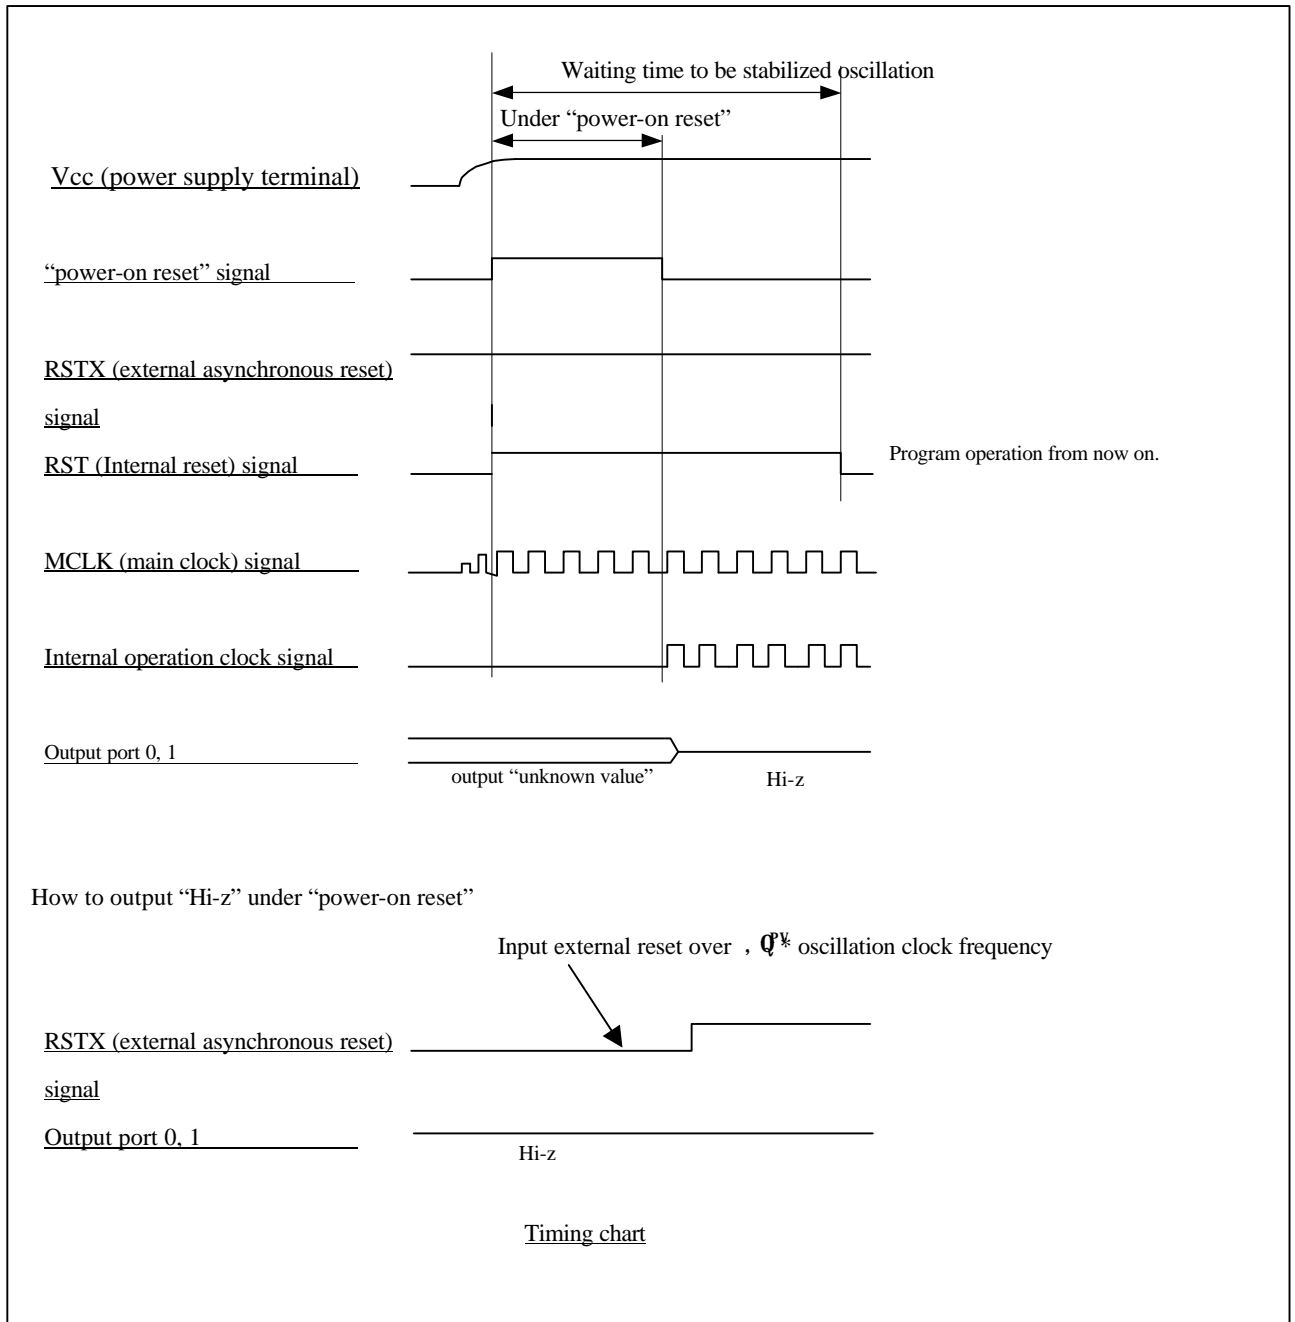 Waiting time to be stabilized oscillation
Under “power-on reset”
Vcc (power supply terminal)
“power-on reset” signal
RSTX (external asynchronous reset)
signal
RST (Internal reset) signal
Program operation from now on.
MCLK (main clock) signal
Internal operation clock signal
Output port 0, 1
output “unknown value”
Hi-z
How to output “Hi-z” under “power-on reset”
Input external reset over , oscillation clock frequency
RSTX (external asynchronous reset)
signal
Output port 0, 1
Hi-z
Timing chart